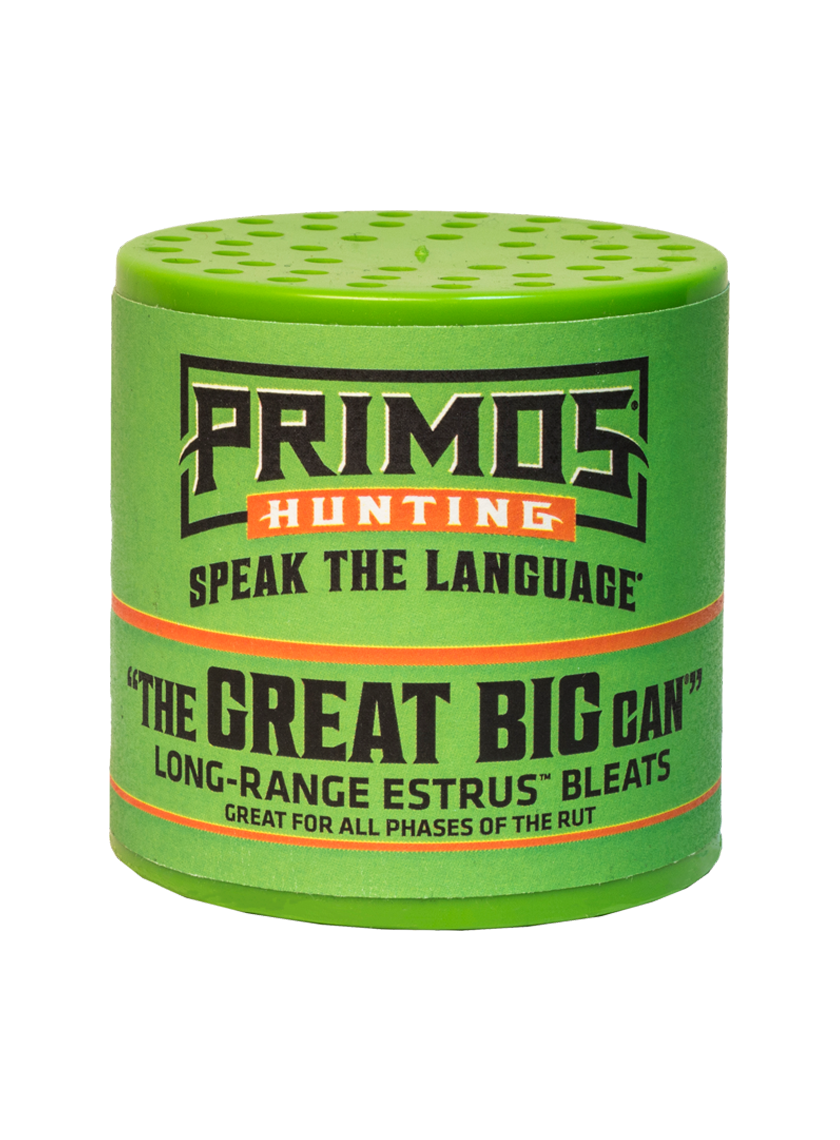 PRIMOS®
HUNTING
SPEAK THE LANGUAGE®
"THE GREAT BIG CAN®"
LONG-RANGE ESTRUS™ BLEATS
GREAT FOR ALL PHASES OF THE RUT